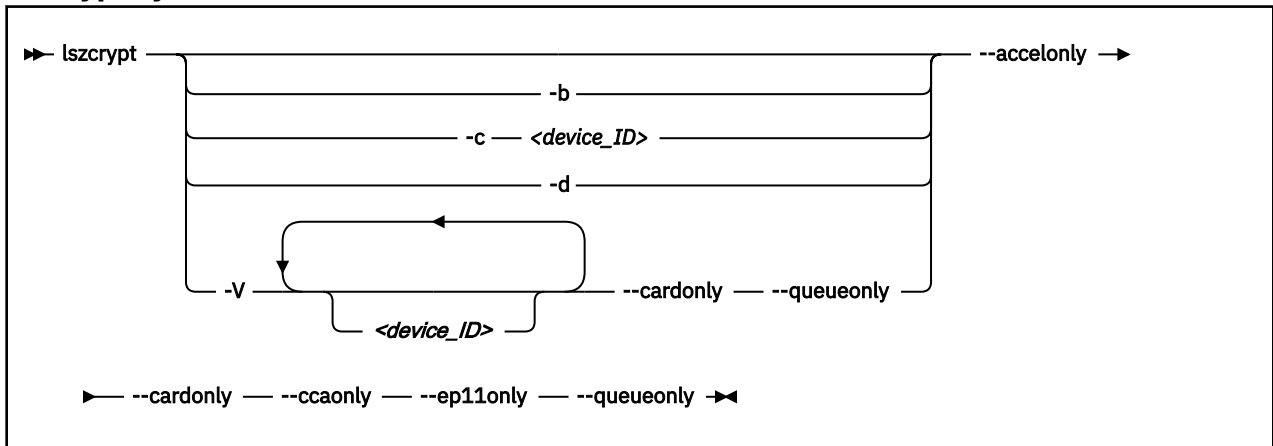 lszcrypt --accelonly
-b
-c <device_ID>
-d
-V --cardonly --queueonly
<device_ID>
--cardonly --ccaonly --ep11only --queueonly